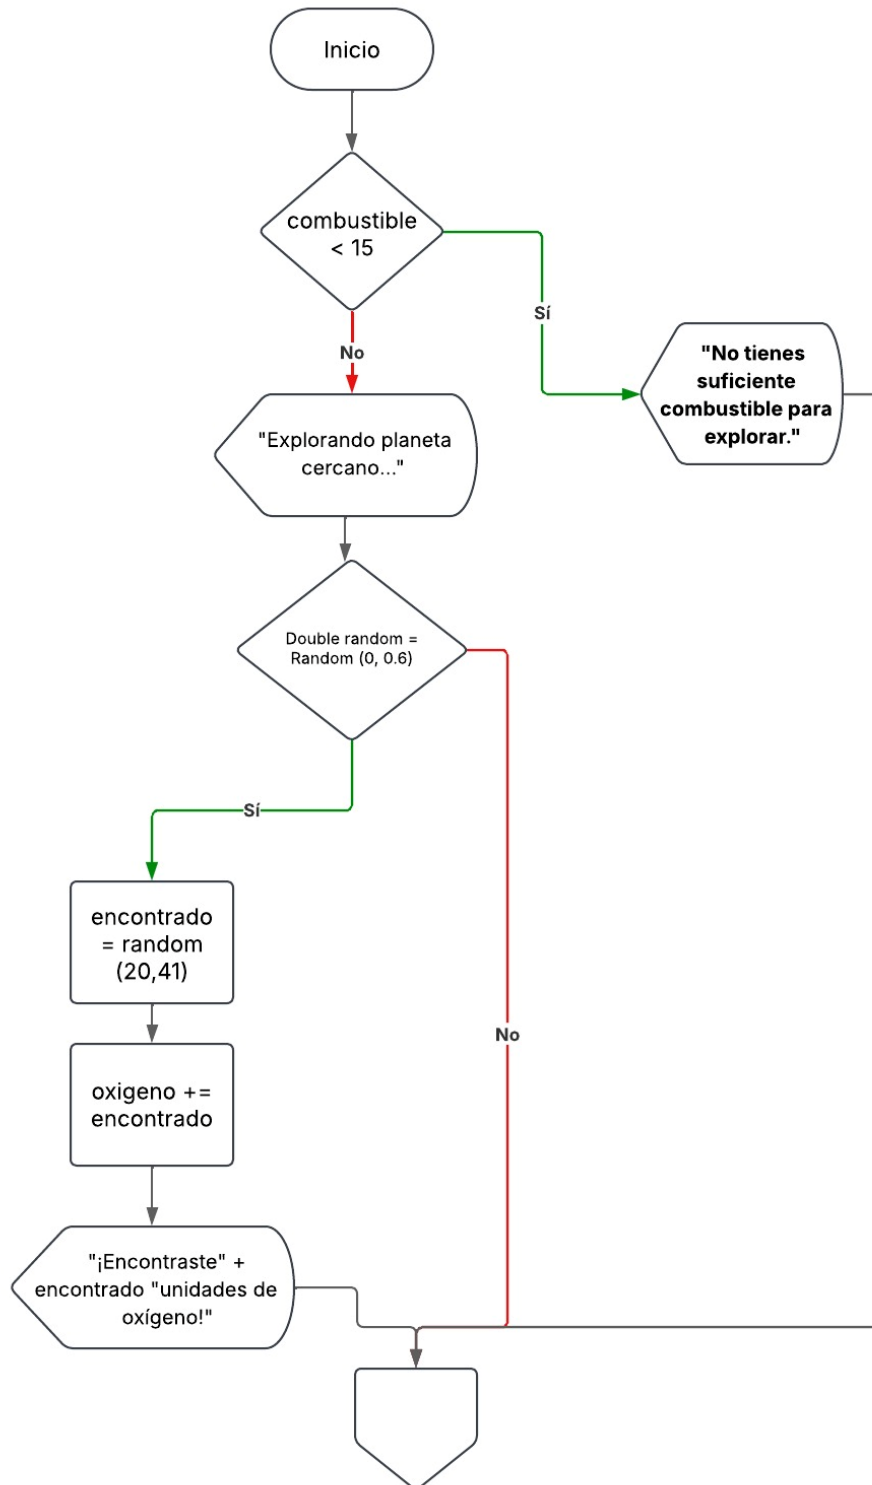 Inicio
combustible
< 15
Sí
No
"No tienes
suficiente
combustible para
explorar."
"Explorando planeta
cercano..."
Double random =
Random (0, 0.6)
Sí
encontrado
= random
(20,41)
No
oxigeno +=
encontrado
"¡Encontraste" +
encontrado "unidades de
oxígeno!"